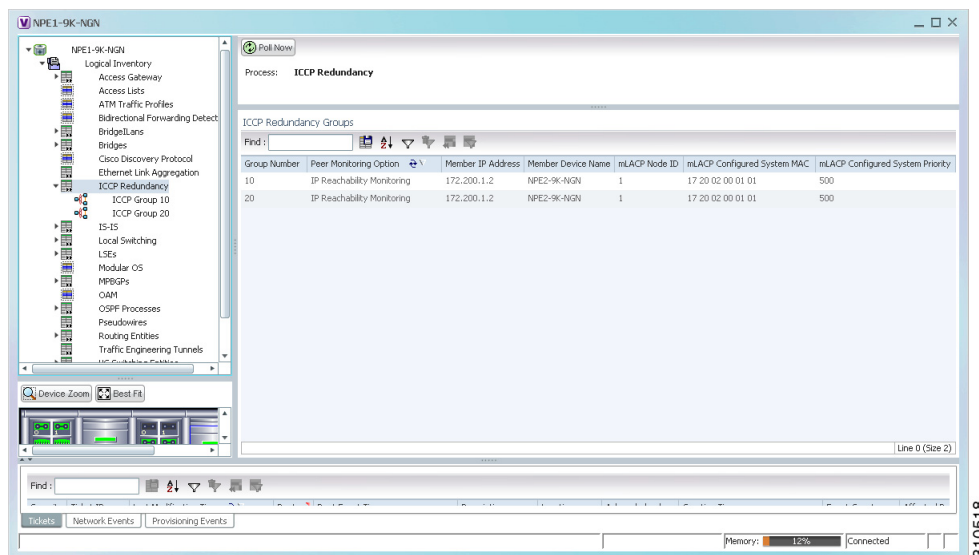 NPE1-9K-NGN
NPE1-9K-NGN
Logical Inventory
Access Gateway
Access Lists
ATM Traffic Profiles
Bidirectional Forwarding Detect
BridgeILans
Bridges
Cisco Discovery Protocol
Ethernet Link Aggregation
ICCP Redundancy
ICCP Group 10
ICCP Group 20
IS-IS
Local Switching
LSEs
Modular OS
MPBGPs
OAM
OSPF Processes
Pseudowires
Routing Entities
Traffic Engineering Tunnels
Device Zoom Best Fit
Poll Now
Process: ICCP Redundancy
ICCP Redundancy Groups
Find :
Group Number Peer Monitoring Option Member IP Address Member Device Name mLACP Node ID mLACP Configured System MAC mLACP Configured System Priority
10 IP Reachability Monitoring 172.200.1.2 NPE2-9K-NGN 1 17 20 02 00 01 01 500
20 IP Reachability Monitoring 172.200.1.2 NPE2-9K-NGN 1 17 20 02 00 01 01 500
Line 0 (Size 2)
Find :
Tickets Network Events Provisioning Events
Memory: 12% Connected